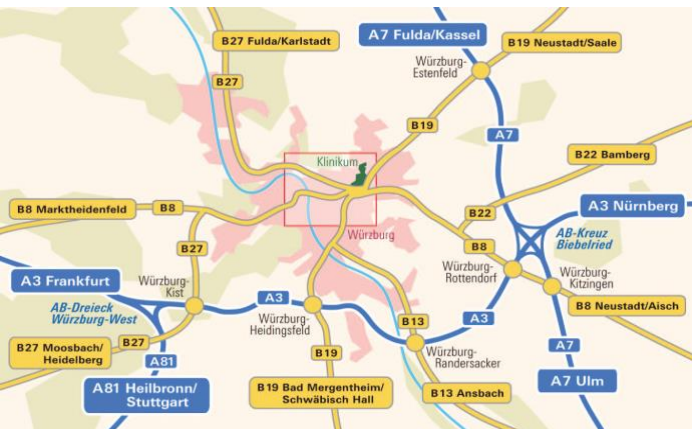 B27 Fulda/Karlstadt
A7 Fulda/Kassel
B19 Neustadt/Saale
Würzburg-
Estenfeld
B27
B19
A7
B22 Bamberg
Klinikum
B8 Marktheidenfeld
B8
B22
A3 Nürnberg
Würzburg
B27
B8
AB-Kreuz
Biebelried
A3 Frankfurt
Würzburg-
Kist
Würzburg-
Rottendorf
Würzburg-
Kitzingen
AB-Dreieck
Würzburg-West
A3
Würzburg-
Heidingsfeld
A3
B8 Neustadt/Aisch
B13
B27 Moosbach/
Heidelberg
B27
A81
B19
Würzburg-
Randersacker
A7
A81 Heilbronn/
Stuttgart
B19 Bad Mergentheim/
Schwäbisch Hall
B13 Ansbach
A7 Ulm